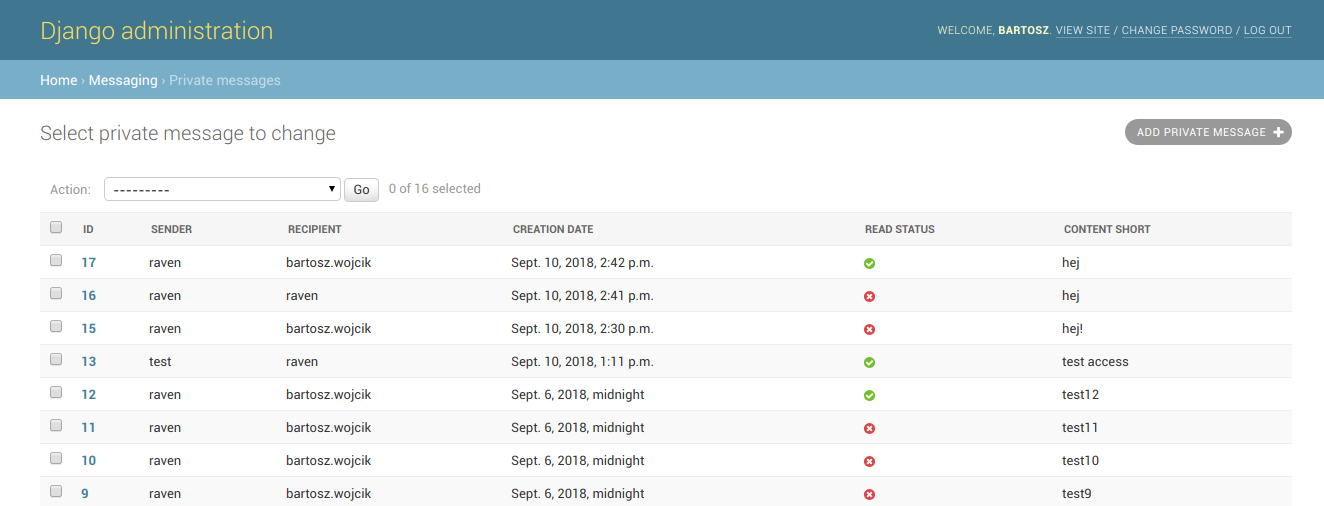 Django administration
WELCOME, BARTOSZ. VIEW SITE / CHANGE PASSWORD / LOG OUT
Home › Messaging › Private messages
Select private message to change
ADD PRIVATE MESSAGE
Action: --------- Go 0 of 16 selected
ID SENDER RECIPIENT CREATION DATE READ STATUS CONTENT SHORT
17 raven bartosz.wojcik Sept. 10, 2018, 2:42 p.m. hej
16 raven raven Sept. 10, 2018, 2:41 p.m. hej
15 raven bartosz.wojcik Sept. 10, 2018, 2:30 p.m. hej!
13 test raven Sept. 10, 2018, 1:11 p.m. test access
12 raven bartosz.wojcik Sept. 6, 2018, midnight test12
11 raven bartosz.wojcik Sept. 6, 2018, midnight test11
10 raven bartosz.wojcik Sept. 6, 2018, midnight test10
9 raven bartosz.wojcik Sept. 6, 2018, midnight test9